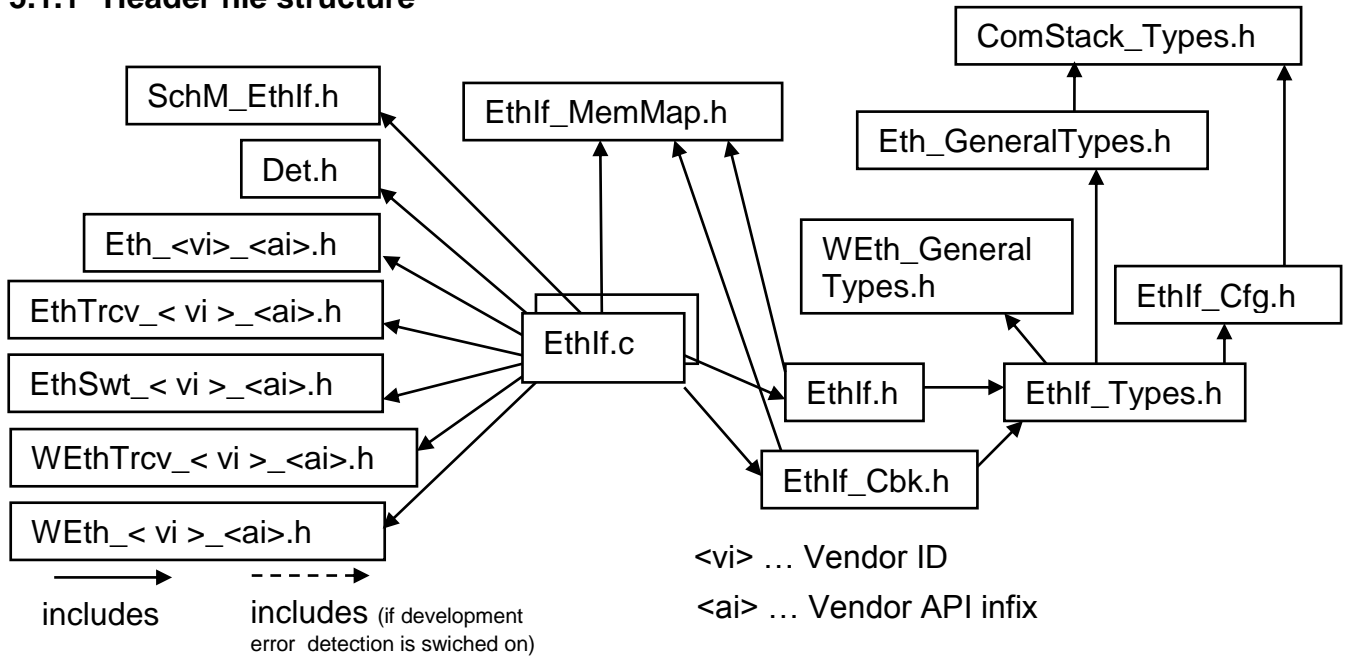 5.1.1 Header file structure
ComStack_Types.h
SchM_EthIf.h
EthIf_MemMap.h
Eth_GeneralTypes.h
Det.h
Eth_<vi>_<ai>.h
WEth_General
Types.h
EthIf_Cfg.h
EthTrcv_< vi >_<ai>.h
EthIf.c
EthSwt_< vi >_<ai>.h
EthIf.h
EthIf_Types.h
WEthTrcv_< vi >_<ai>.h
EthIf_Cbk.h
WEth_< vi >_<ai>.h
<vi> … Vendor ID
<ai> … Vendor API infix
includes
includes (if development
error detection is swiched on)